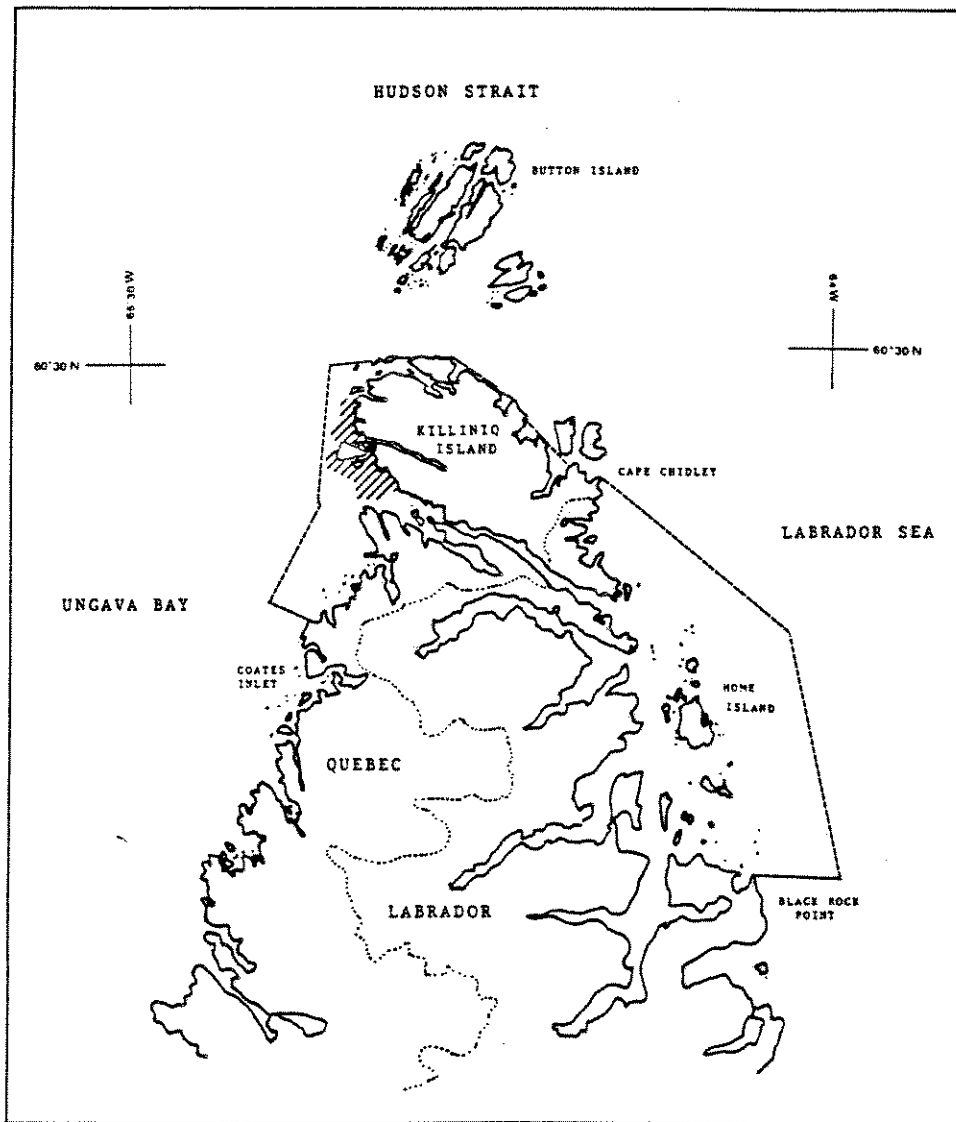 HUDSON STRAIT
BUTTON ISLAND
65°30 W
64 W
60°30 N
60°30 N
KILLINIQ
ISLAND
CAPE CHIDLEY
LABRADOR SEA
UNGAVA BAY
COATES
INLET
HOME
ISLAND
QUEBEC
LABRADOR
BLACK ROCK
POINT